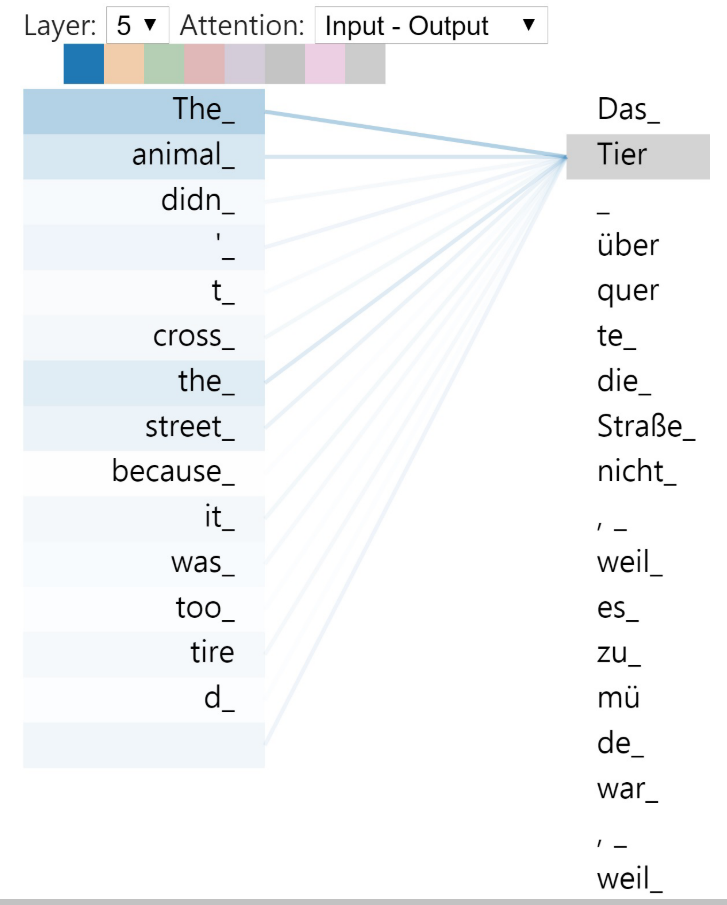 Layer: 5 ▼ Attention: Input - Output ▼
The_ Das_
animal_ Tier
didn_ _
'_ über
t_ quer
cross_ te_
the_ die_
street_ Straße_
because_ nicht_
it_ , _
was_ weil_
too_ es_
tire zu_
d_ mü
de_
war_
, _
weil_